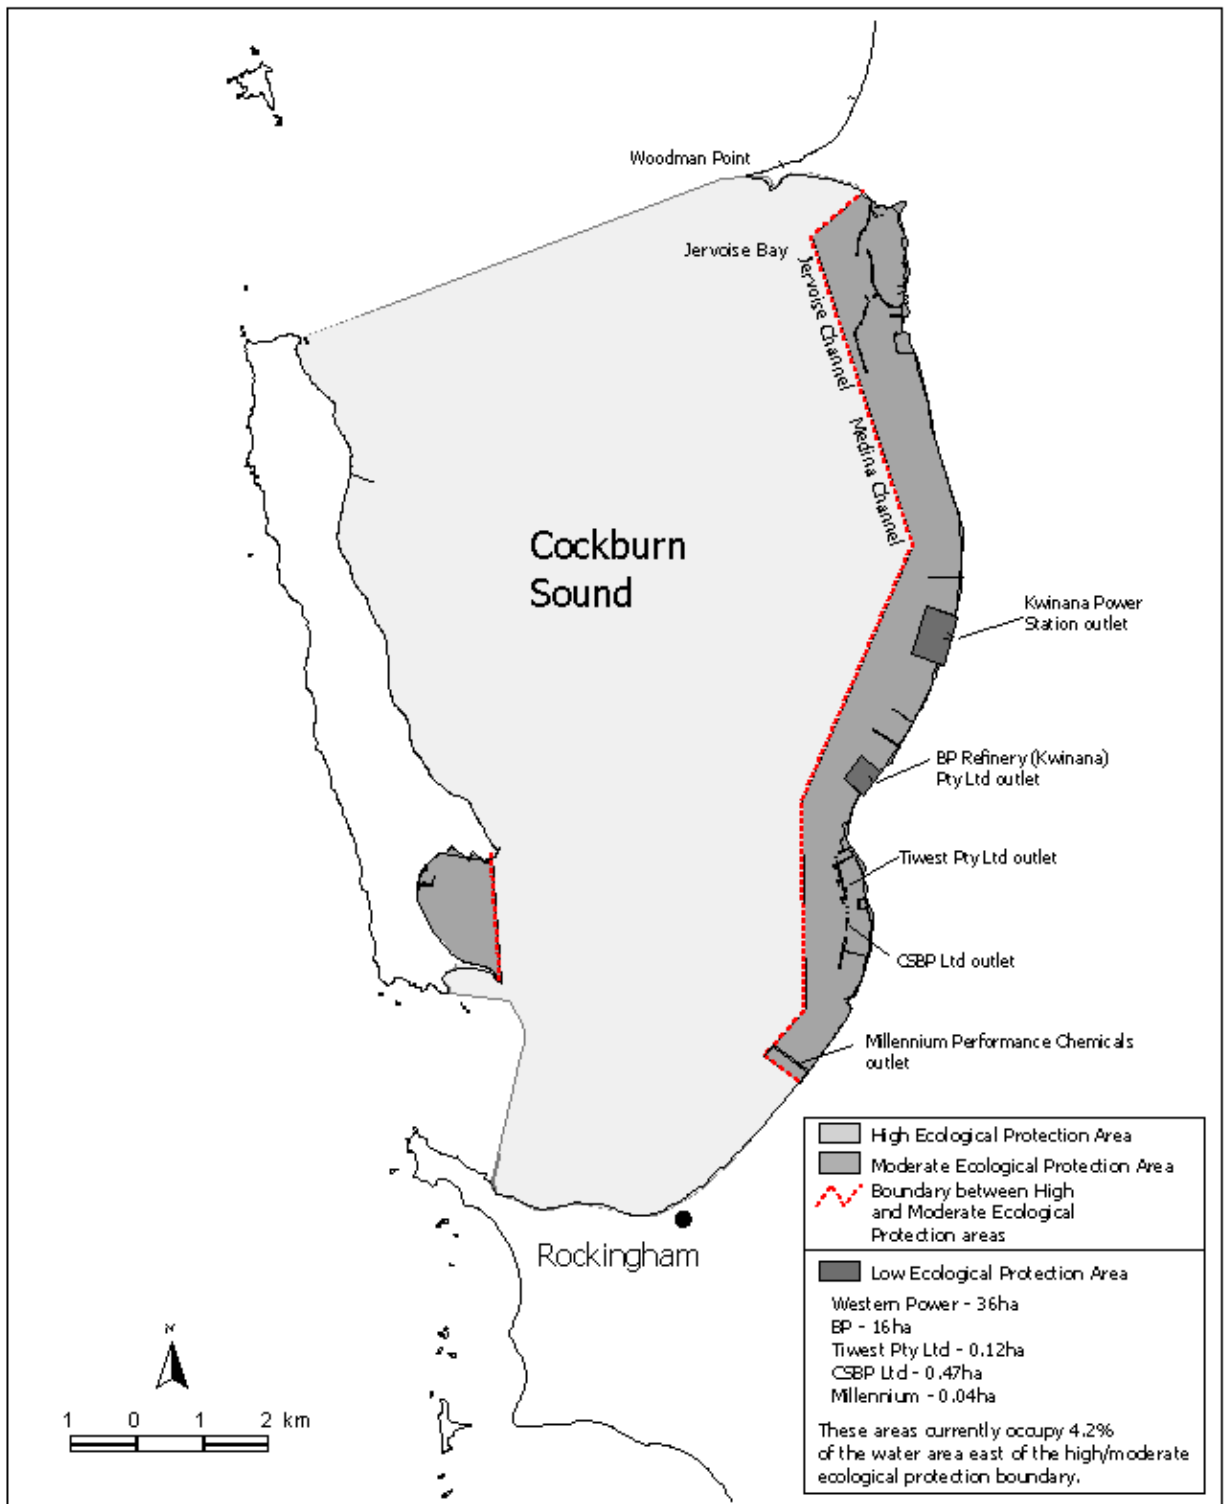 Woodman Point
Jervoise Bay
Jervoise Channel
Medina Channel
Cockburn
Sound
Kwinana Power
Station outlet
BP Refinery (Kwinana)
Pty Ltd outlet
Tiwest Pty Ltd outlet
CSBP Ltd outlet
Millennium Performance Chemicals
outlet
Rockingham
High Ecological Protection Area
Moderate Ecological Protection Area
Boundary between High
and Moderate Ecological
Protection areas
Low Ecological Protection Area
Western Power - 36ha
BP - 16ha
Tiwest Pty Ltd - 0.12ha
CSBP Ltd - 0.47ha
Millennium - 0.04ha
These areas currently occupy 4.2%
of the water area east of the high/moderate
ecological protection boundary.
N
1 0 1 2 km